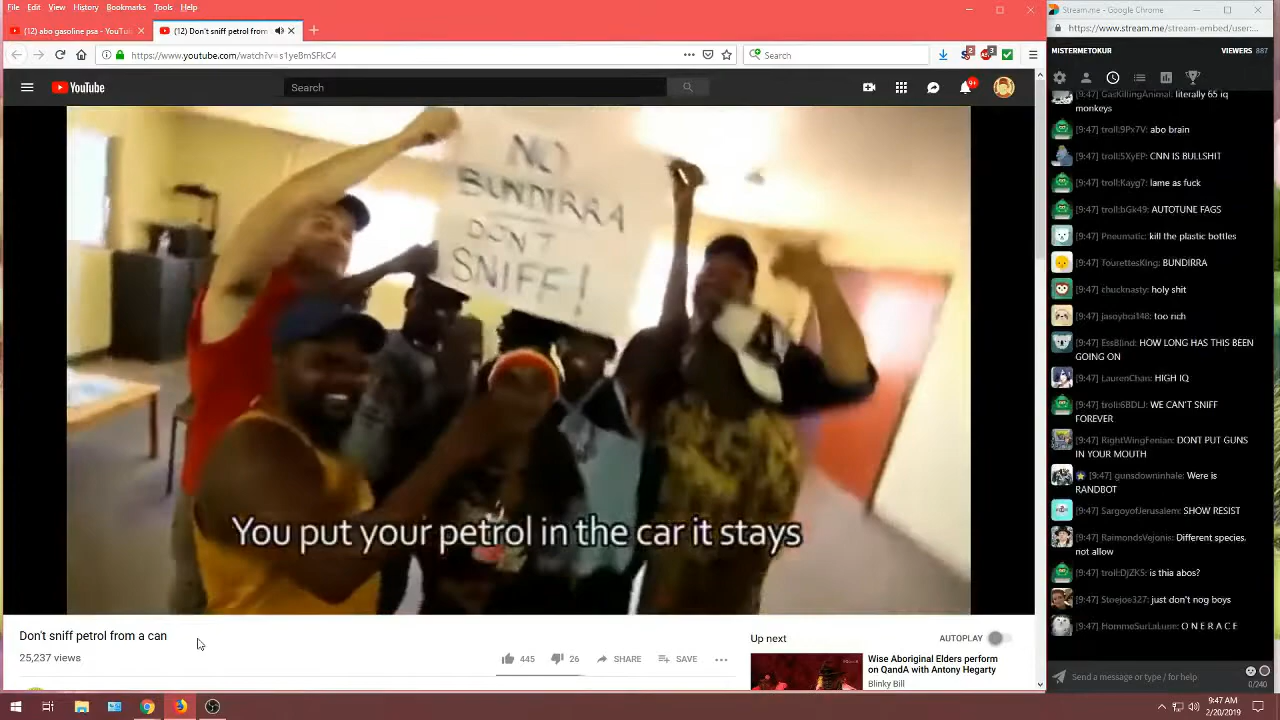 File Edit View History Bookmarks Tools Help
(12) abo gasoline psa - YouTu
(12) Don't sniff petrol from
https://www.youtube.com/watch?v=s1yeBmSFkC4
Search
YouTube
Search
9+
NO
BUNDIRRA
DON'T
SNIFF!
You put your petrol in the car it stays
Don't sniff petrol from a can
25,237 views
445
26
SHARE
SAVE
Up next
AUTOPLAY
Wise Aboriginal Elders perform
on QandA with Antony Hegarty
Blinky Bill
Stream.me - Google Chrome
https://www.stream.me/stream-embed/user:...
MISTERMETOKUR
VIEWERS 887
[9:47] GasKillingAnimal: literally 65 iq
monkeys
[9:47] troll:9Px7V: abo brain
[9:47] troll:5XyEP: CNN IS BULLSHIT
[9:47] troll:Kayg7: lame as fuck
[9:47] troll:bGk49: AUTOTUNE FAGS
[9:47] Pneumatic: kill the plastic bottles
[9:47] TourettesKing: BUNDIRRA
[9:47] chucknasty: holy shit
[9:47] jasoyboi148: too rich
[9:47] EssBlind: HOW LONG HAS THIS BEEN
GOING ON
[9:47] LaurenChan: HIGH IQ
[9:47] troll:6BDLJ: WE CAN'T SNIFF
FOREVER
[9:47] RightWingFenian: DONT PUT GUNS
IN YOUR MOUTH
[9:47] gunsdowninhale: Were is
RANDBOT
[9:47] SargoyofJerusalem: SHOW RESIST
[9:47] RaimondsVejonis: Different species,
not allow
[9:47] troll:DjZKS: is thia abos?
[9:47] Stoejoe327: just don't nog boys
[9:47] HommeSurLaLune: O N E R A C E
Send a message or type / for help
0/240
9:47 AM
2/20/2019